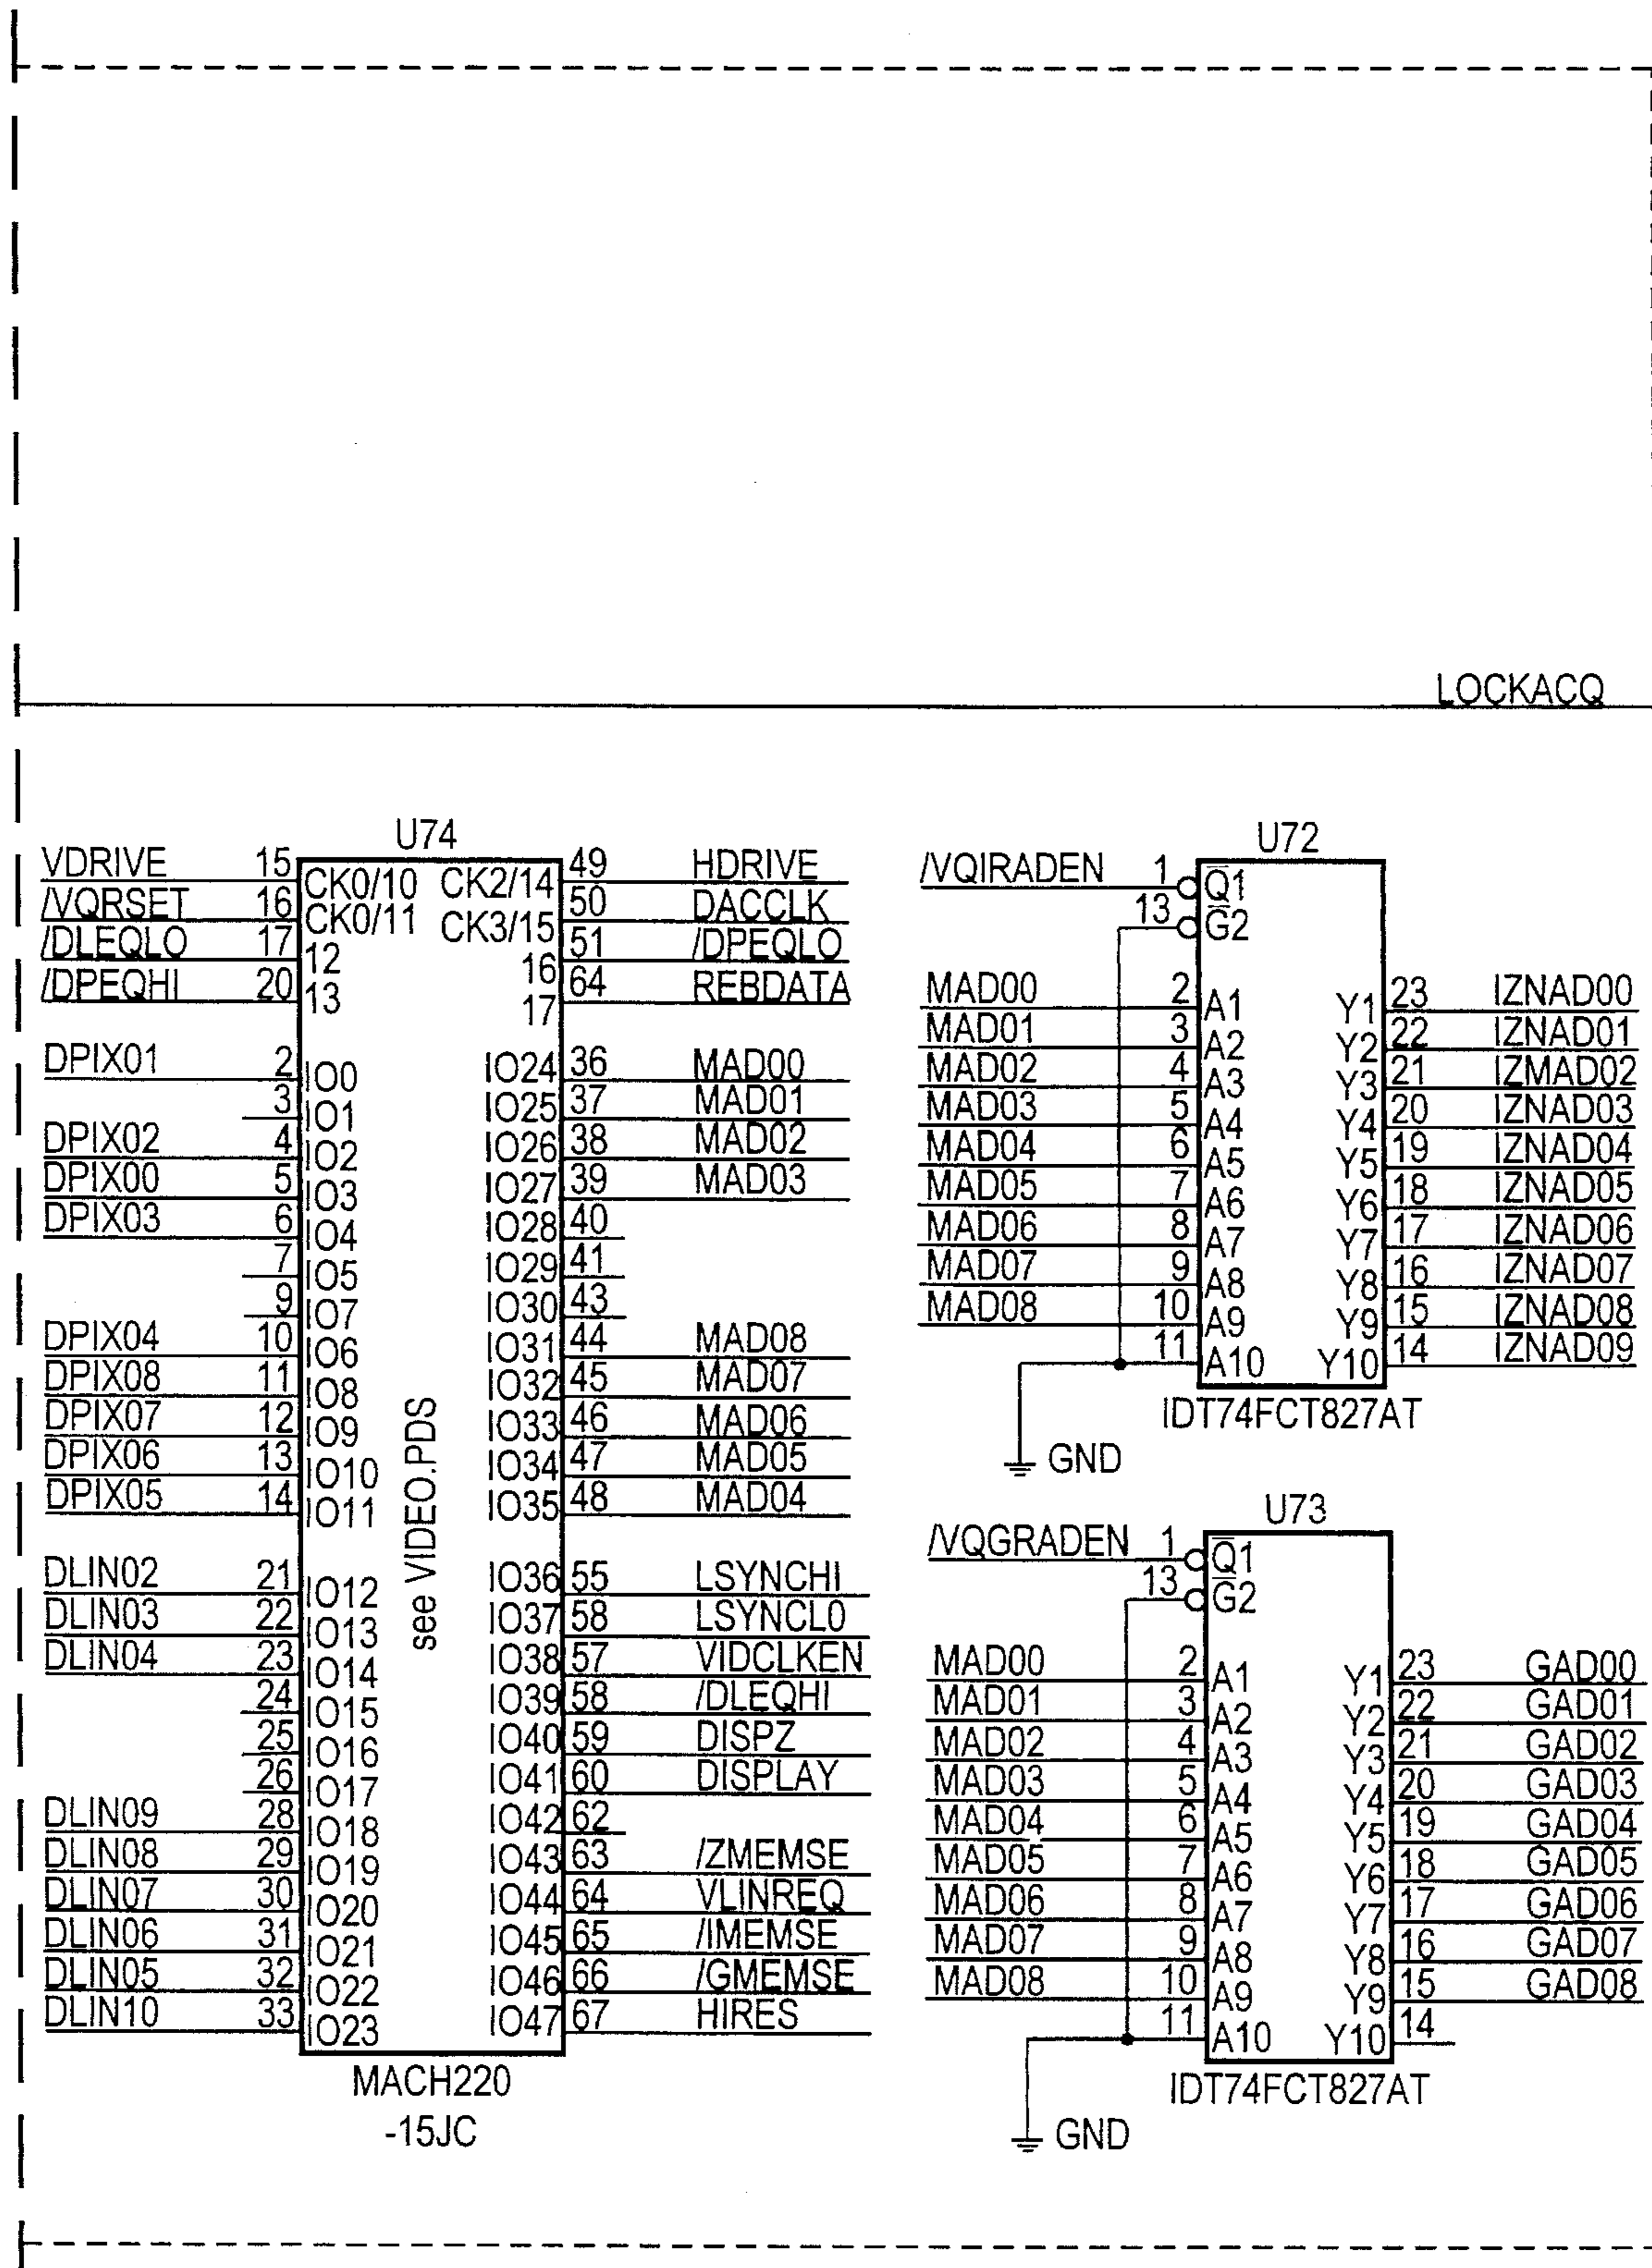 LOCKACQ
U74
VDRIVE 15 CK0/10 CK2/14 49 HDRIVE
/VQRSET 16 CK0/11 CK3/15 50 DACCLK
/DLEQLO 17 12 16 51 /DPEQLO
/DPEQHI 20 13 17 64 REBDATA
DPIX01 2 IO0 IO24 36 MAD00
3 IO1 IO25 37 MAD01
DPIX02 4 IO2 IO26 38 MAD02
DPIX00 5 IO3 IO27 39 MAD03
DPIX03 6 IO4 IO28 40
7 IO5 IO29 41
9 IO7 IO30 43
DPIX04 10 IO6 IO31 44 MAD08
DPIX08 11 IO8 IO32 45 MAD07
DPIX07 12 IO9 IO33 46 MAD06
DPIX06 13 IO10 IO34 47 MAD05
DPIX05 14 IO11 IO35 48 MAD04
DLIN02 21 IO12 IO36 55 LSYNCHI
DLIN03 22 IO13 IO37 58 LSYNCL0
DLIN04 23 IO14 IO38 57 VIDCLKEN
24 IO15 IO39 58 /DLEQHI
25 IO16 IO40 59 DISPZ
26 IO17 IO41 60 DISPLAY
DLIN09 28 IO18 IO42 62
DLIN08 29 IO19 IO43 63 /ZMEMSE
DLIN07 30 IO20 IO44 64 VLINREQ
DLIN06 31 IO21 IO45 65 /IMEMSE
DLIN05 32 IO22 IO46 66 /GMEMSE
DLIN10 33 IO23 IO47 67 HIRES
see VIDEO.PDS
MACH220
-15JC
U72
/VQIRADEN 1 Q1
13 G2
MAD00 2 A1 Y1 23 IZNAD00
MAD01 3 A2 Y2 22 IZNAD01
MAD02 4 A3 Y3 21 IZMAD02
MAD03 5 A4 Y4 20 IZNAD03
MAD04 6 A5 Y5 19 IZNAD04
MAD05 7 A6 Y6 18 IZNAD05
MAD06 8 A7 Y7 17 IZNAD06
MAD07 9 A8 Y8 16 IZNAD07
MAD08 10 A9 Y9 15 IZNAD08
11 A10 Y10 14 IZNAD09
IDT74FCT827AT
GND
U73
/VQGRADEN 1 Q1
13 G2
MAD00 2 A1 Y1 23 GAD00
MAD01 3 A2 Y2 22 GAD01
MAD02 4 A3 Y3 21 GAD02
MAD03 5 A4 Y4 20 GAD03
MAD04 6 A5 Y5 19 GAD04
MAD05 7 A6 Y6 18 GAD05
MAD06 8 A7 Y7 17 GAD06
MAD07 9 A8 Y8 16 GAD07
MAD08 10 A9 Y9 15 GAD08
11 A10 Y10 14
IDT74FCT827AT
GND